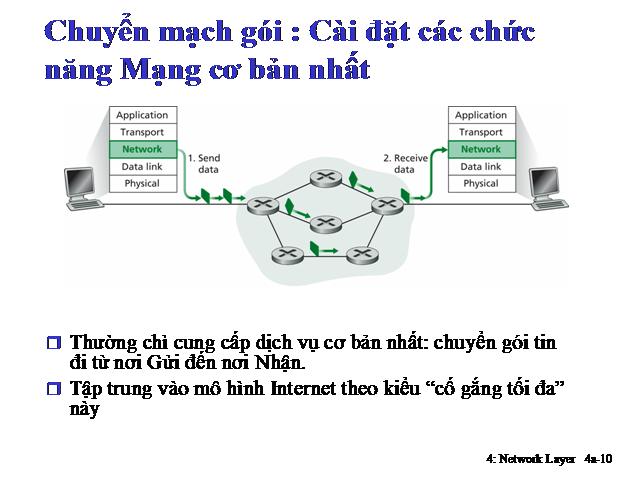 Chuyển mạch gói : Cài đặt các chức
năng Mạng cơ bản nhất
Application
Transport
Network
Data link
Physical
1. Send
data
2. Receive
data
Application
Transport
Network
Data link
Physical
Thường chỉ cung cấp dịch vụ cơ bản nhất: chuyển gói tin
đi từ nơi Gửi đến nơi Nhận.
Tập trung vào mô hình Internet theo kiểu “cố gắng tối đa”
này
4: Network Layer 4a-10